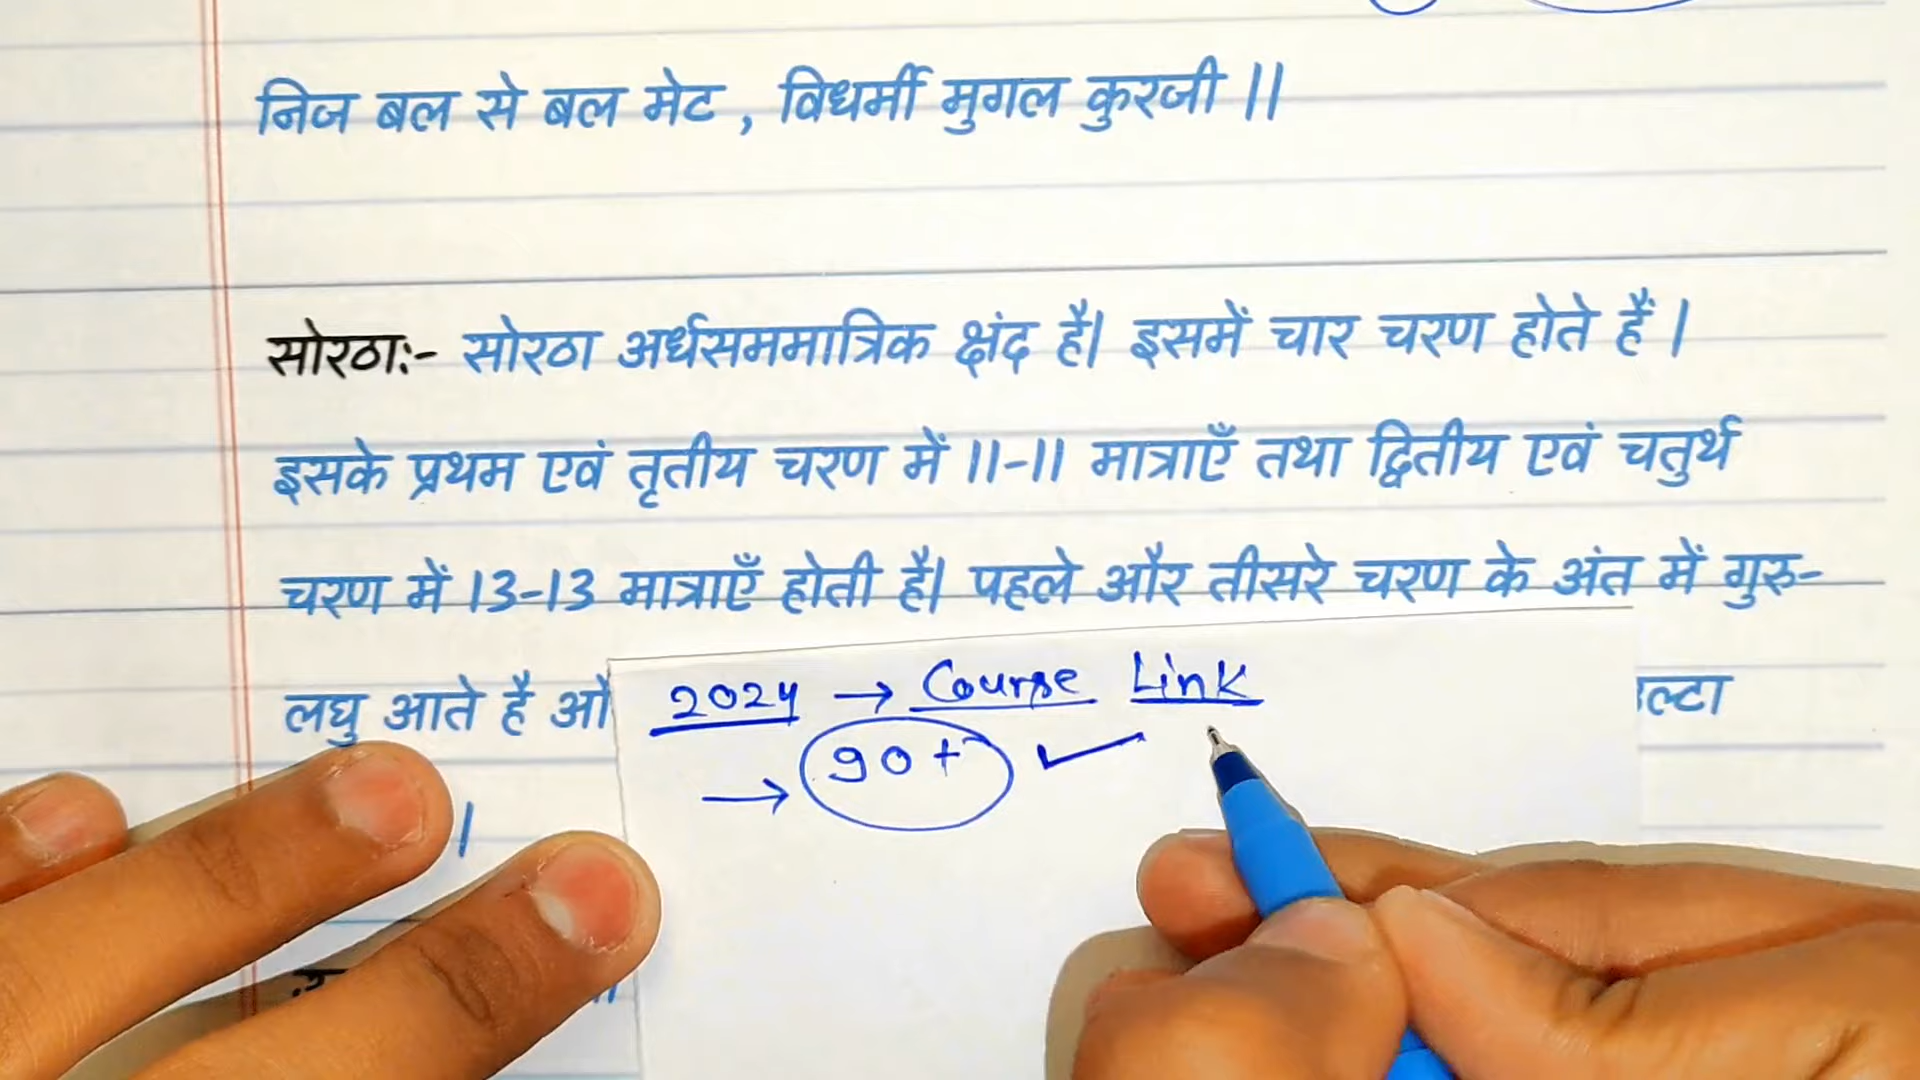 निज बल से बल मेट, विधर्मी मुगल कुरजी ||
सोरठाः- सोरठा अर्धसममात्रिक क्षंद है। इसमें चार चरण होते हैं ।
इसके प्रथम एवं तृतीय चरण में 11-11 मात्राएँ तथा द्वितीय एवं चतुर्थ
चरण में 13-13 मात्राएँ होती है। पहले और तीसरे चरण के अंत में गुरु-
लघु आते है
2024 → Course Link
→ 90+ ✓